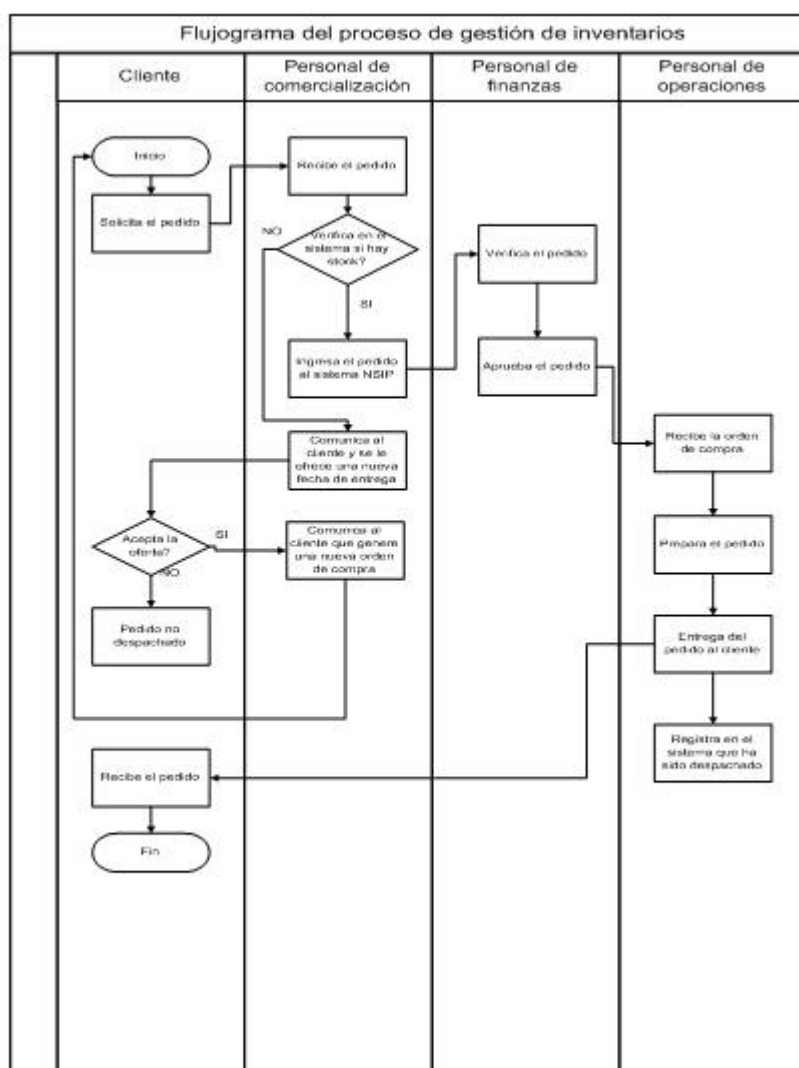 Flujograma del proceso de gestión de inventarios
Cliente
Personal de
comercialización
Personal de
finanzas
Personal de
operaciones
Inicio
Solicita el pedido
Recibe el pedido
NO
Verifica en el
sistema si hay
stock?
SI
Ingresa el pedido
al sistema NSIP
Verifica el pedido
Aprueba el pedido
Comunica al
cliente y se le
ofrece una nueva
fecha de entrega
Recibe la orden
de compra
Acepta la
oferta?
SI
NO
Comunica al
cliente que genere
una nueva orden
de compra
Prepara el pedido
Pedido no
despachado
Entrega del
pedido al cliente
Registra en el
sistema que ha
sido despachado
Recibe el pedido
Fin